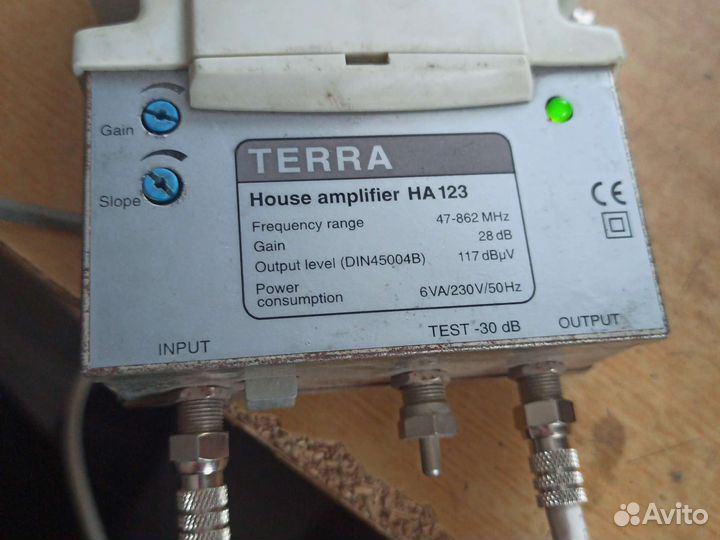 Gain
Slope
TERRA
House amplifier HA 123
Frequency range 47-862 MHz
Gain 28 dB
Output level (DIN45004B) 117 dBµV
Power
consumption 6VA/230V/50Hz
CE
INPUT
TEST -30 dB
OUTPUT
Avito